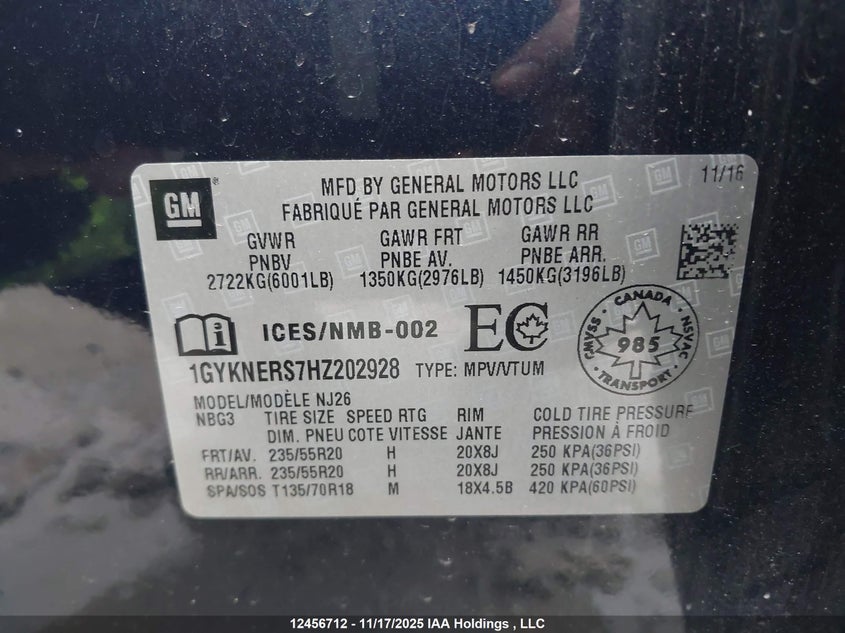 GM
MFD BY GENERAL MOTORS LLC
11/16
FABRIQUÉ PAR GENERAL MOTORS LLC
GVWR GAWR FRT GAWR RR
PNBV PNBE AV. PNBE ARR.
2722KG(6001LB) 1350KG(2976LB) 1450KG(3196LB)
ICES/NMB-002 EC
CANADA
CMVSS 985 NSVAC
TRANSPORT
1GYKNERS7HZ202928 TYPE: MPV/VTUM
MODEL/MODÈLE NJ26
NBG3 TIRE SIZE SPEED RTG RIM COLD TIRE PRESSURE
DIM. PNEU COTE VITESSE JANTE PRESSION À FROID
FRT/AV. 235/55R20 H 20X8J 250 KPA(36PSI)
RR/ARR. 235/55R20 H 20X8J 250 KPA(36PSI)
SPA/SOS T135/70R18 M 18X4.5B 420 KPA(60PSI)
12456712 - 11/17/2025 IAA Holdings , LLC